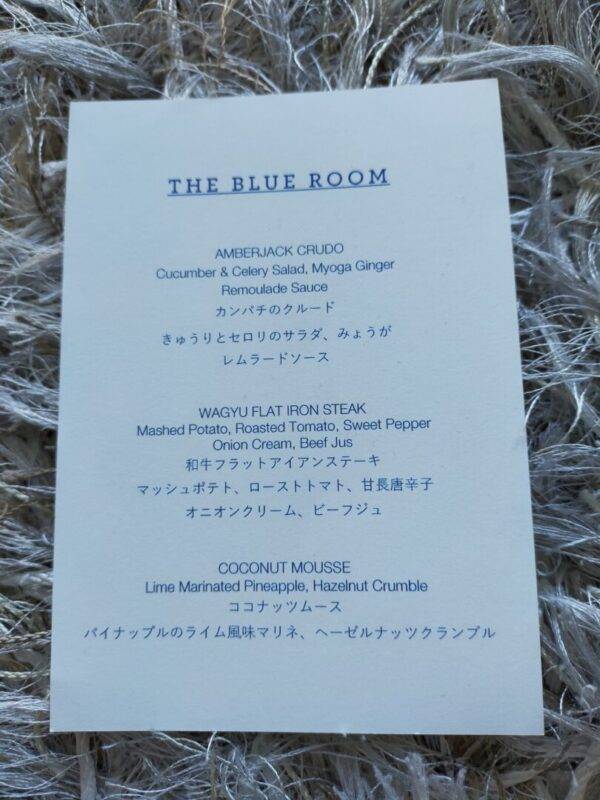 THE BLUE ROOM
AMBERJACK CRUDO
Cucumber & Celery Salad, Myoga Ginger
Remoulade Sauce
カンパチのクルード
きゅうりとセロリのサラダ、みょうが
レムラードソース
WAGYU FLAT IRON STEAK
Mashed Potato, Roasted Tomato, Sweet Pepper
Onion Cream, Beef Jus
和牛フラットアイアンステーキ
マッシュポテト、ローストトマト、甘長唐辛子
オニオンクリーム、ビーフジュ
COCONUT MOUSSE
Lime Marinated Pineapple, Hazelnut Crumble
ココナッツムース
パイナップルのライム風味マリネ、ヘーゼルナッツクランブル